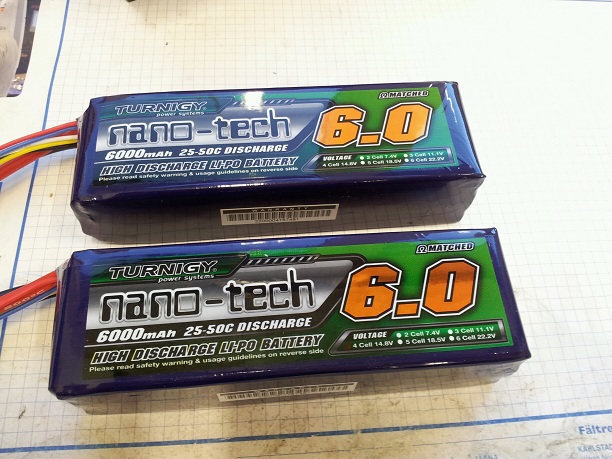 TURNIGY
power systems
Ω MATCHED
nano-tech
6.0
6000mAh 25-50C DISCHARGE
HIGH DISCHARGE LI-PO BATTERY
Please read safety warning & usage guidelines on reverse side
VOLTAGE 2 Cell 7.4V 3 Cell 11.1V
4 Cell 14.8V 5 Cell 18.5V 6 Cell 22.2V
WARRANTY
TURNIGY
power systems
Ω MATCHED
nano-tech
6.0
6000mAh 25-50C DISCHARGE
HIGH DISCHARGE LI-PO BATTERY
Please read safety warning & usage guidelines on reverse side
VOLTAGE 2 Cell 7.4V 3 Cell 11.1V
4 Cell 14.8V 5 Cell 18.5V 6 Cell 22.2V
Fältre
KARLSTA